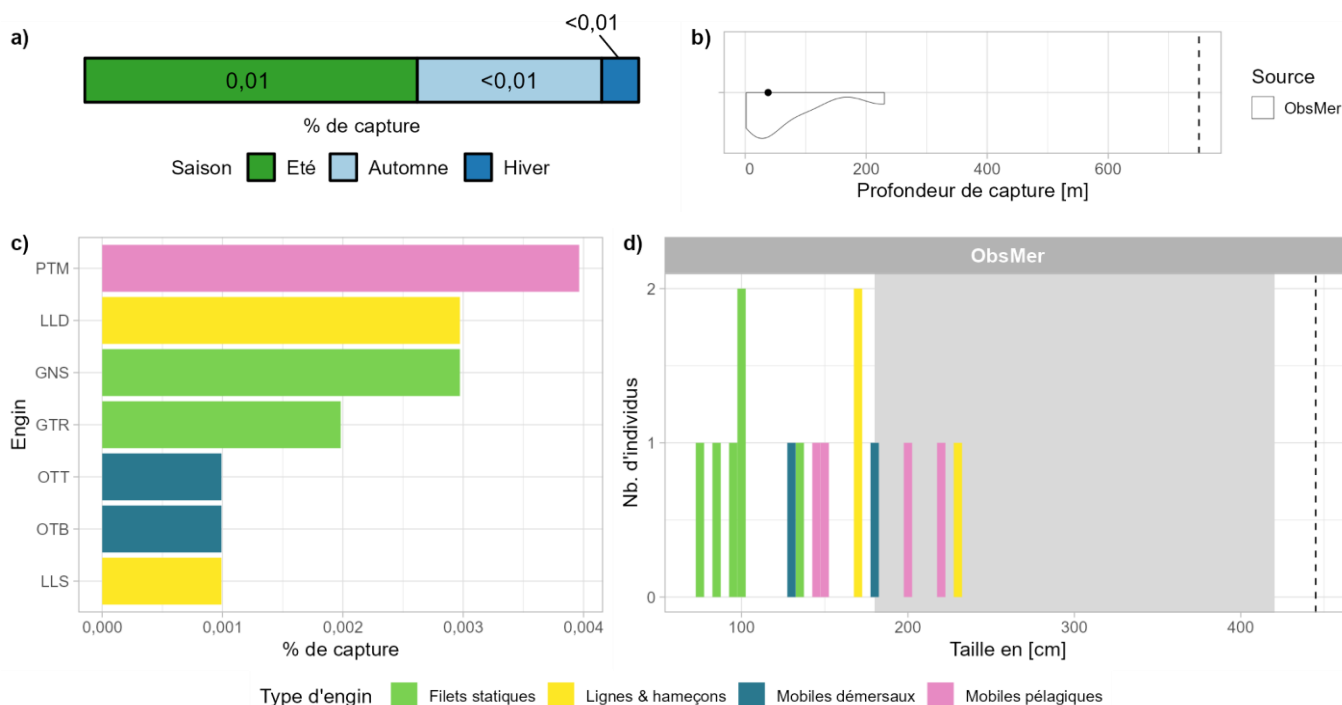 a)
<0,01
0,01
<0,01
% de capture
Saison
Eté
Automne
Hiver
b)
0
200
400
600
Profondeur de capture [m]
Source
ObsMer
c)
PTM
LLD
GNS
GTR
OTT
OTB
LLS
Engin
0,000
0,001
0,002
0,003
0,004
% de capture
d)
ObsMer
2
1
0
Nb. d'individus
100
200
300
400
Taille en [cm]
Type d'engin
Filets statiques
Lignes & hameçons
Mobiles démersaux
Mobiles pélagiques